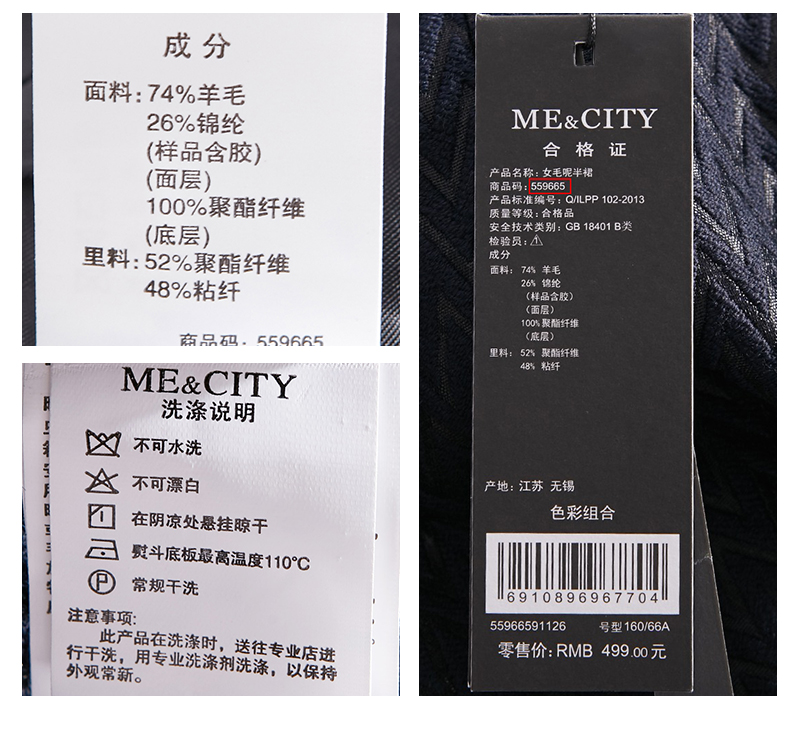 成分
面料:74%羊毛
26%锦纶
(样品含胶)
(面层)
100%聚酯纤维
(底层)
里料:52%聚酯纤维
48%粘纤
商品码: 559665
ME&CITY
洗涤说明
不可水洗
不可漂白
在阴凉处悬挂晾干
熨斗底板最高温度110℃
P
常规干洗
注意事项:
此产品在洗涤时，送往专业店进
行干洗，用专业洗涤剂洗涤，以保持
外观常新。
ME&CITY
合格证
产品名称: 女毛呢半裙
商品码: 559665
产品标准编号: Q/ILPP 102-2013
质量等级: 合格品
安全技术类别: GB 18401 B类
检验员:
成分
面料: 74% 羊毛
26% 锦纶
(样品含胶)
(面层)
100%聚酯纤维
(底层)
里料: 52% 聚酯纤维
48% 粘纤
产地: 江苏 无锡
色彩组合
6910896967704
55966591126 号型160/66A
零售价: RMB 499.00元